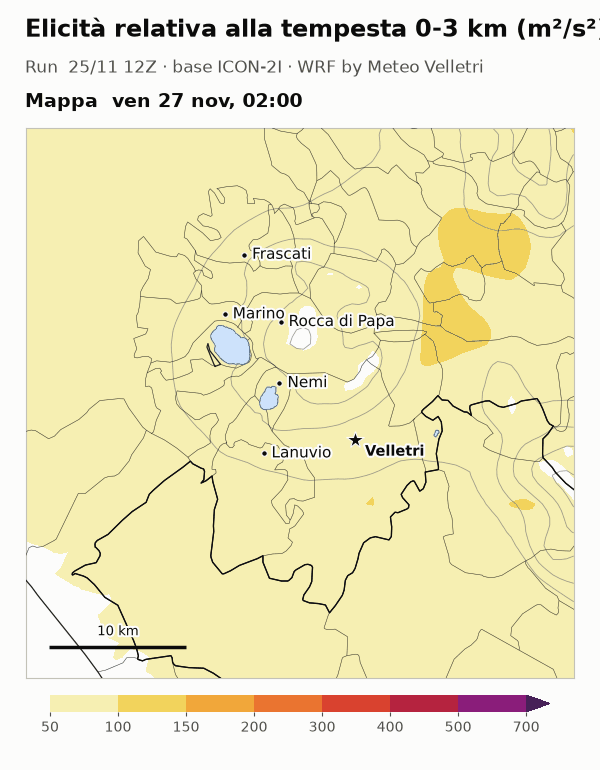 Elicità relativa alla tempesta 0-3 km (m²/s²)
Run 25/11 12Z · base ICON-2I · WRF by Meteo Velletri
Mappa ven 27 nov, 02:00
Frascati
Marino
Rocca di Papa
Nemi
Velletri
Lanuvio
10 km
50 100 150 200 300 400 500 700